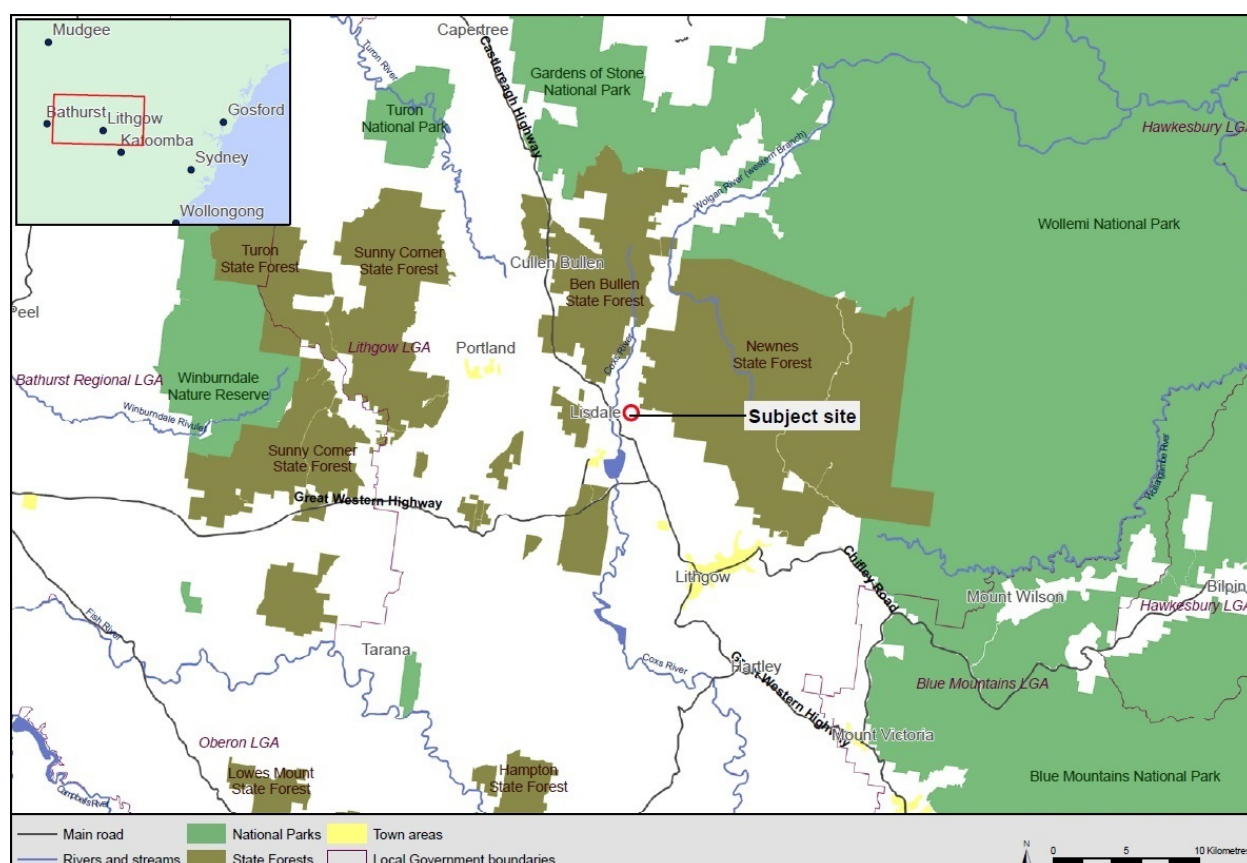 Mudgee
Bathurst
Lithgow
Katoomba
Gosford
Sydney
Wollongong
Capertree
Turon River
Castlereagh Highway
Gardens of Stone
National Park
Turon
National Park
Hawkesbury LGA
Wolgan River (western Branch)
Wollemi National Park
Turon
State Forest
Sunny Corner
State Forest
Cullen Bullen
Ben Bullen
State Forest
Peel
Lithgow LGA
Portland
Coxs River
Newnes
State Forest
Bathurst Regional LGA
Winburndale
Nature Reserve
Winburndale Rivulet
Lisdale
Subject site
Sunny Corner
State Forest
Great Western Highway
Wollangambe River
Lithgow
Chifley Road
Mount Wilson
Bilpin
Hawkesbury LGA
Fish River
Tarana
Coxs River
Hartley
Great Western Highway
Blue Mountains LGA
Mount Victoria
Oberon LGA
Lowes Mount
State Forest
Hampton
State Forest
Blue Mountains National Park
Campbells River
Main road
National Parks
Town areas
Rivers and streams
State Forests
Local Government boundaries
N
0 5 10 Kilometres